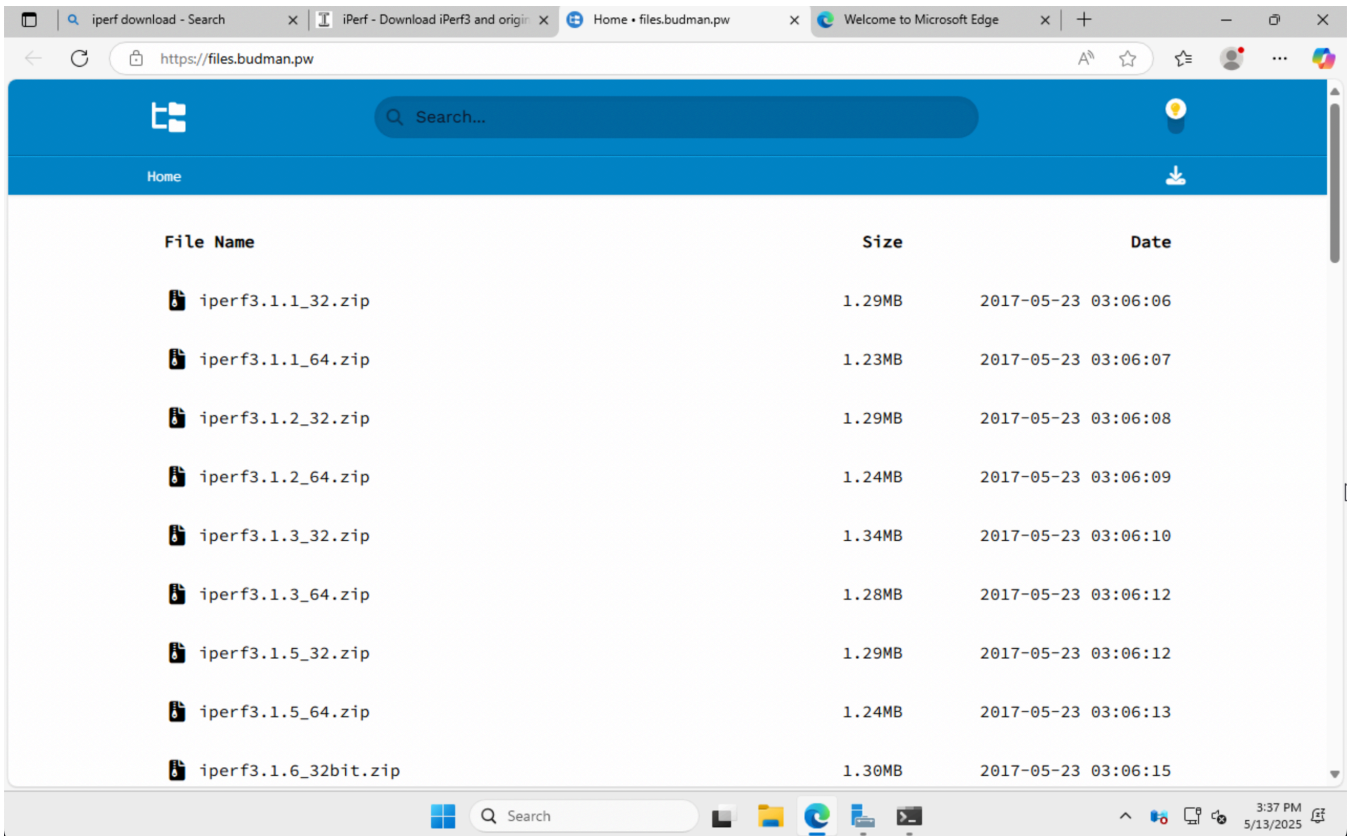 iperf download - Search
iPerf - Download iPerf3 and origin
Home • files.budman.pw
Welcome to Microsoft Edge
https://files.budman.pw
Search...
Home
File Name Size Date
iperf3.1.1_32.zip 1.29MB 2017-05-23 03:06:06
iperf3.1.1_64.zip 1.23MB 2017-05-23 03:06:07
iperf3.1.2_32.zip 1.29MB 2017-05-23 03:06:08
iperf3.1.2_64.zip 1.24MB 2017-05-23 03:06:09
iperf3.1.3_32.zip 1.34MB 2017-05-23 03:06:10
iperf3.1.3_64.zip 1.28MB 2017-05-23 03:06:12
iperf3.1.5_32.zip 1.29MB 2017-05-23 03:06:12
iperf3.1.5_64.zip 1.24MB 2017-05-23 03:06:13
iperf3.1.6_32bit.zip 1.30MB 2017-05-23 03:06:15
Search
3:37 PM
5/13/2025